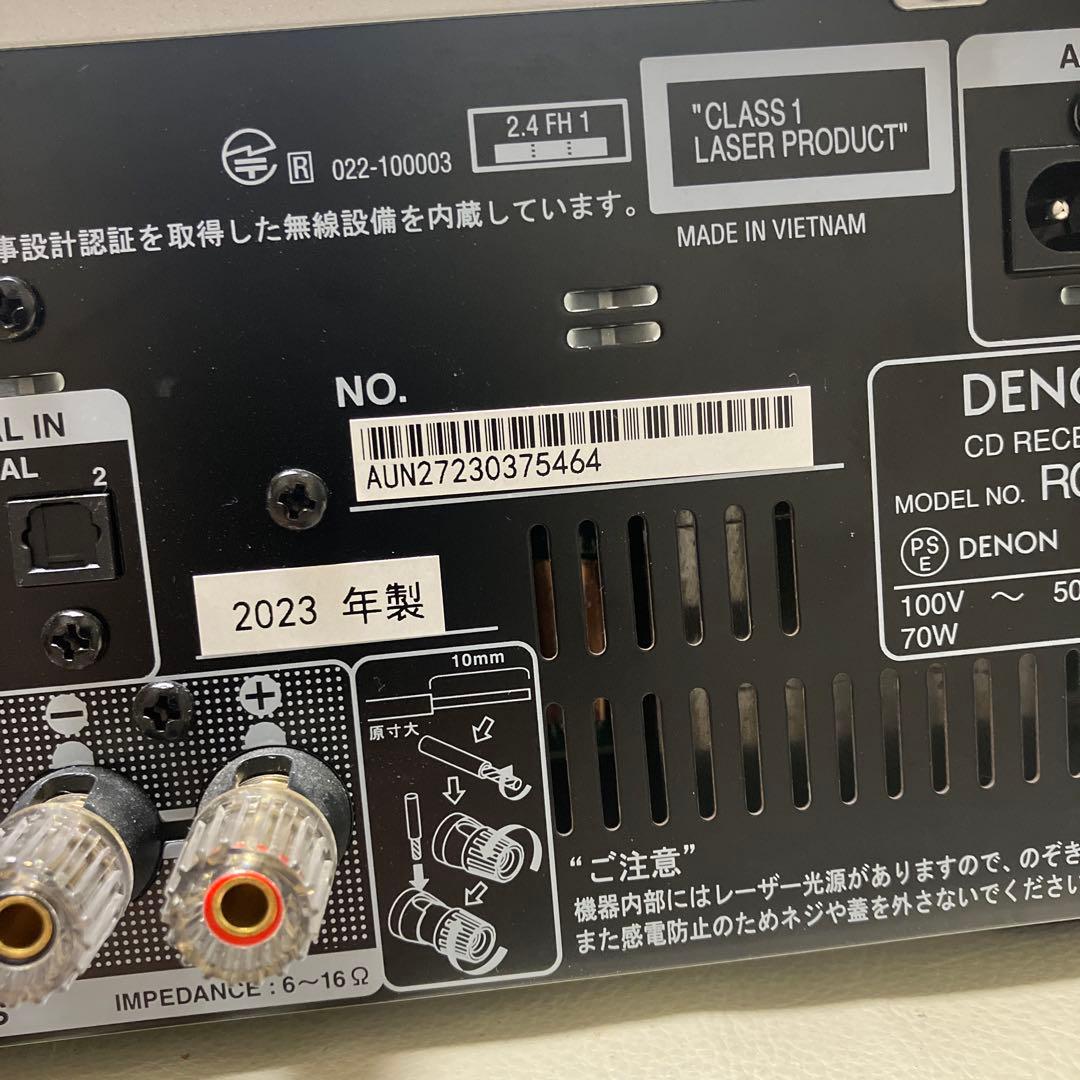 2.4 FH 1
R 022-100003
事設計認証を取得した無線設備を内蔵しています。
"CLASS 1
LASER PRODUCT"
MADE IN VIETNAM
NO.
AUN27230375464
2023 年製
IN
2
DENON
CD
MODEL NO.
PSE DENON
100V ～ 50
70W
10mm
原寸大
"ご注意"
機器内部にはレーザー光源がありますので、のぞき
また感電防止のためネジや蓋を外さないでください
IMPEDANCE : 6～16 Ω